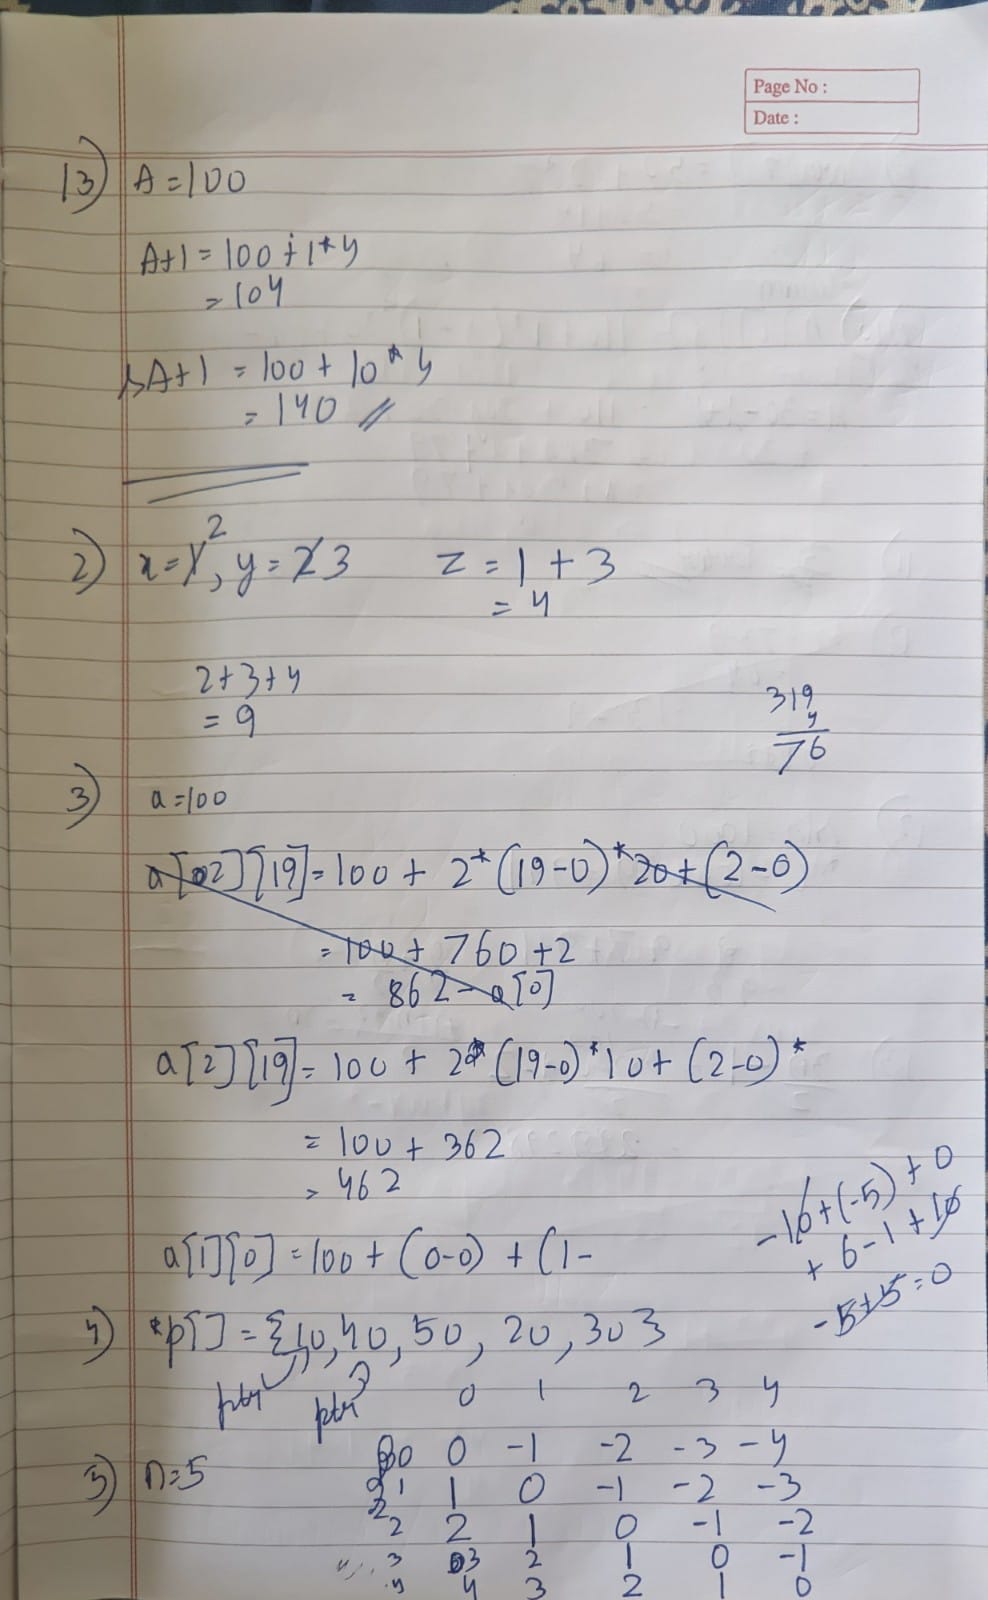 Page No :
Date :
13) A=100
A+1 = 100+1*4
= 104
&A+1 = 100 + 10*4
= 140 //
2) x=1 2, y=2 3 z = 1 + 3
= 4
2+3+4
= 9
319
4
76
3) a=100
a[02][19]=100 + 2*(19-0)*20+(2-0)
= 100+ 760 +2
= 862 - a[0]
a[2][19]= 100 + 2*(19-0)*10+(2-0)*
= 100 + 362
= 462
-10+(-5)+0
+ 6-1+10
-5+5=0
a[1][0]=100+(0-0) + (1-
4) *p[] = {10,40,50, 20,30}
ptr ptr
0 1 2 3 4
5) n=5
0 0 -1 -2 -3 -4
1 1 0 -1 -2 -3
2 2 1 0 -1 -2
3 3 2 1 0 -1
4 4 3 2 1 0